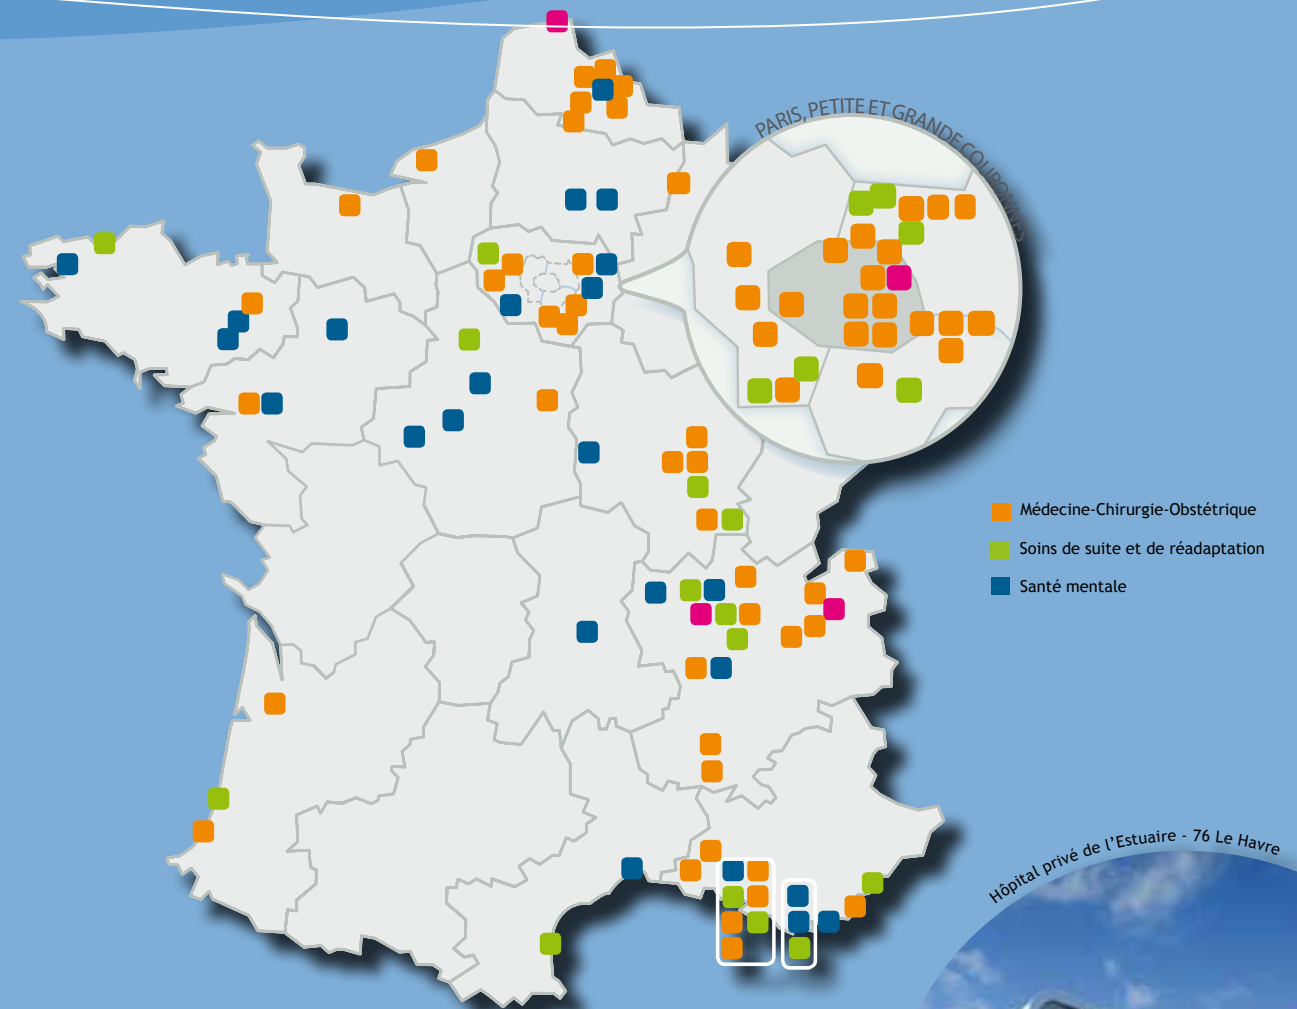 PARIS, PETITE ET GRANDE COURONNES
Médecine-Chirurgie-Obstétrique
Soins de suite et de réadaptation
Santé mentale
Hôpital privé de l'Estuaire - 76 Le Havre